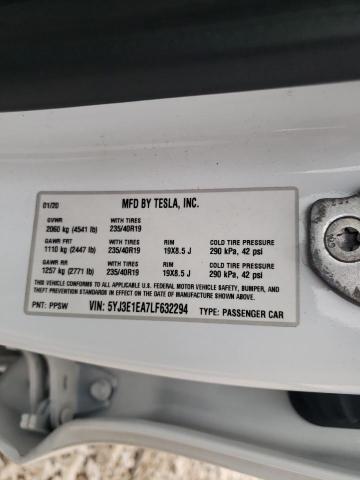 01/20 MFD BY TESLA, INC.
GVWR WITH TIRES
2060 kg (4541 lb) 235/40R19
GAWR FRT WITH TIRES RIM COLD TIRE PRESSURE
1110 kg (2447 lb) 235/40R19 19X8.5 J 290 kPa, 42 psi
GAWR RR WITH TIRES RIM COLD TIRE PRESSURE
1257 kg (2771 lb) 235/40R19 19X8.5 J 290 kPa, 42 psi
THIS VEHICLE CONFORMS TO ALL APPLICABLE U.S. FEDERAL MOTOR VEHICLE SAFETY, BUMPER, AND
THEFT PREVENTION STANDARDS IN EFFECT ON THE DATE OF MANUFACTURE SHOWN ABOVE.
PNT: PPSW VIN: 5YJ3E1EA7LF632294 TYPE: PASSENGER CAR